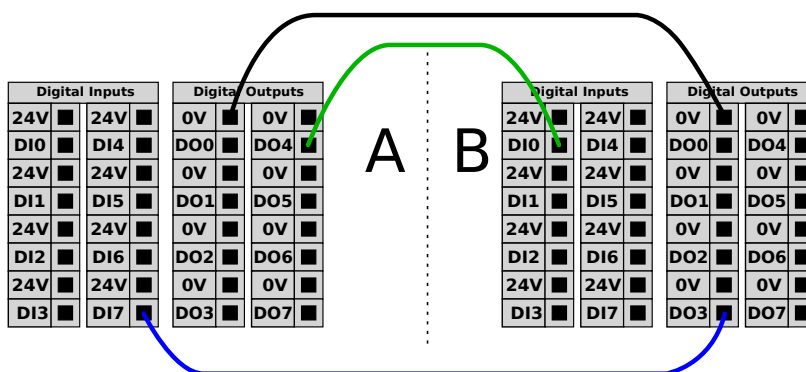 Digital Inputs Digital Outputs Digital Inputs Digital Outputs
24V 24V 0V 0V A B 24V 24V 0V 0V
DI0 DI4 DO0 DO4 DI0 DI4 DO0 DO4
24V 24V 0V 0V 24V 24V 0V 0V
DI1 DI5 DO1 DO5 DI1 DI5 DO1 DO5
24V 24V 0V 0V 24V 24V 0V 0V
DI2 DI6 DO2 DO6 DI2 DI6 DO2 DO6
24V 24V 0V 0V 24V 24V 0V 0V
DI3 DI7 DO3 DO7 DI3 DI7 DO3 DO7